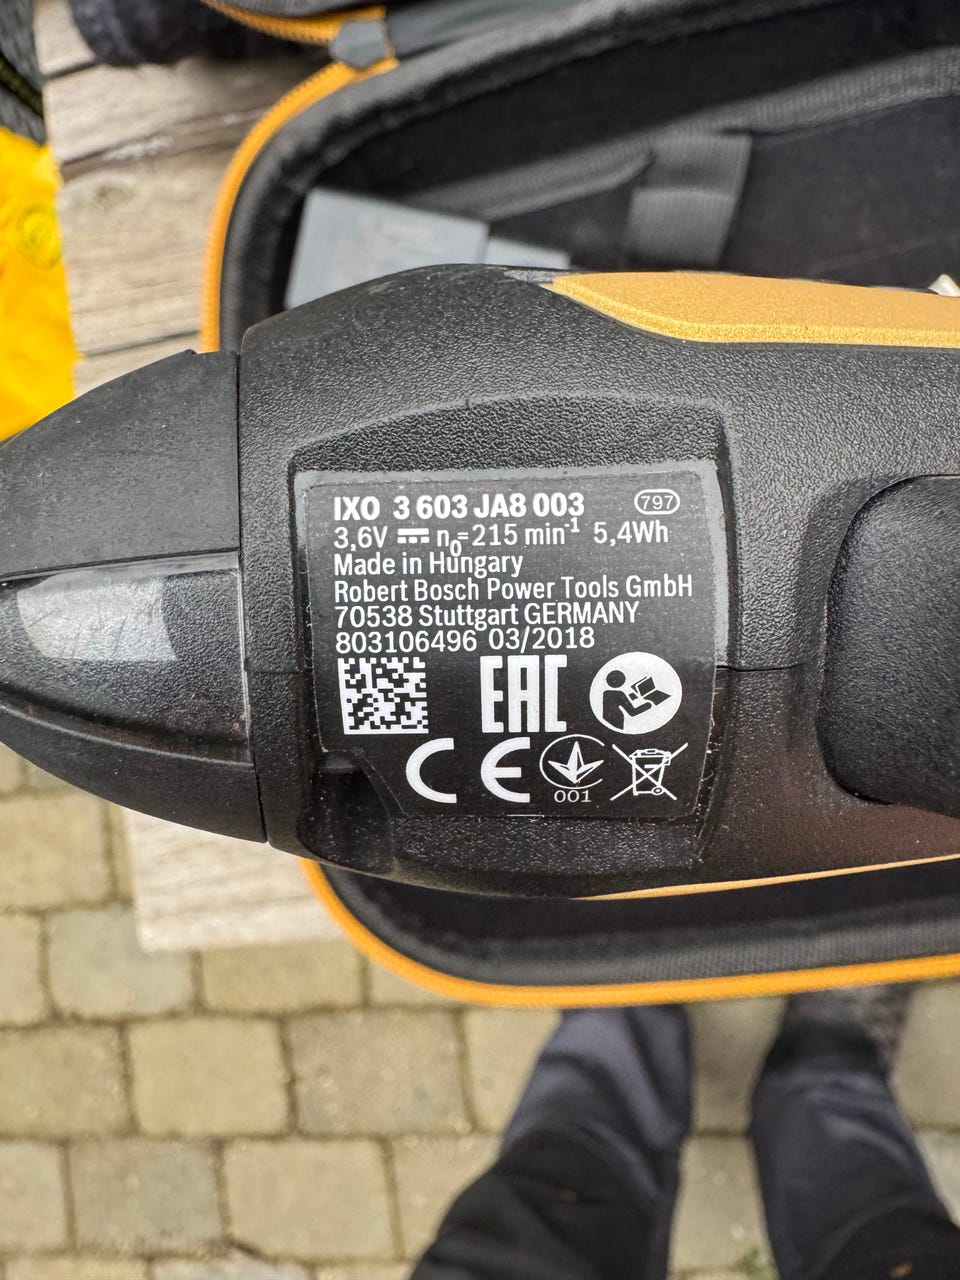 IXO 3 603 JA8 003 797
3,6V n0=215 min-1 5,4Wh
Made in Hungary
Robert Bosch Power Tools GmbH
70538 Stuttgart GERMANY
803106496 03/2018
EAC
CE
001